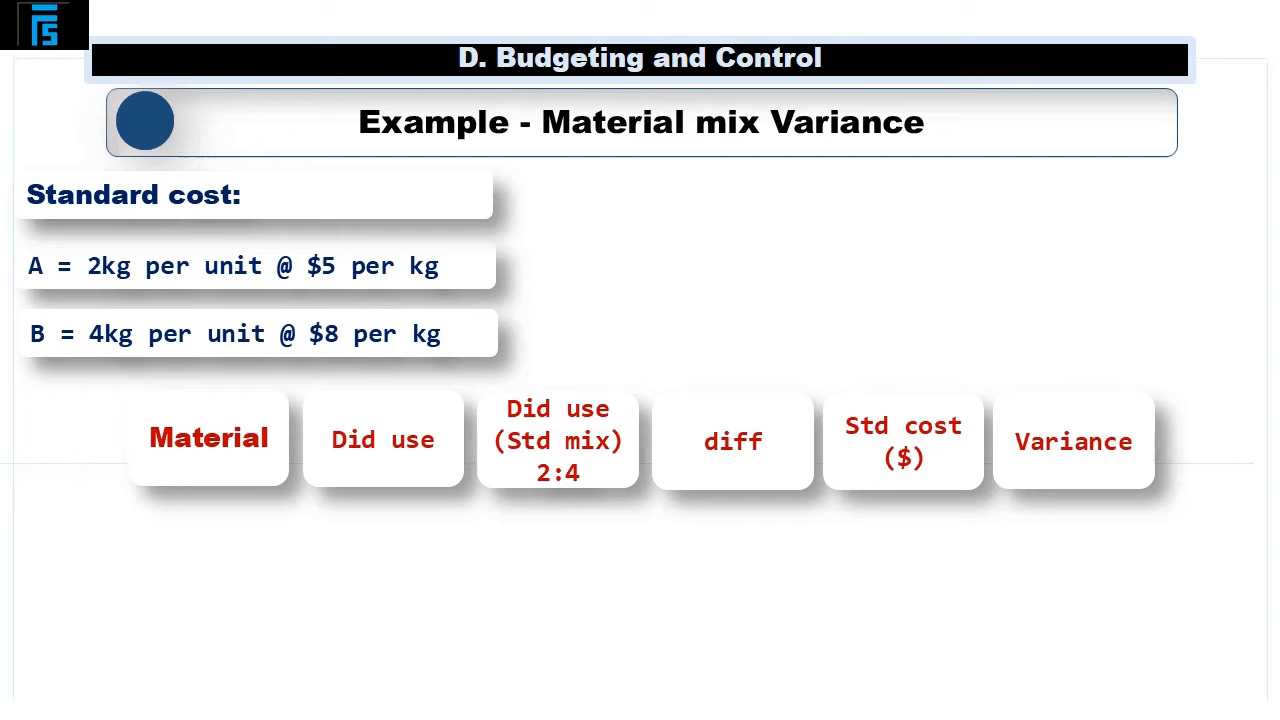 FTS
D. Budgeting and Control
Example - Material mix Variance
Standard cost:
A = 2kg per unit @ $5 per kg
B = 4kg per unit @ $8 per kg
Material
Did use
Did use
(Std mix)
2:4
diff
Std cost
($)
Variance